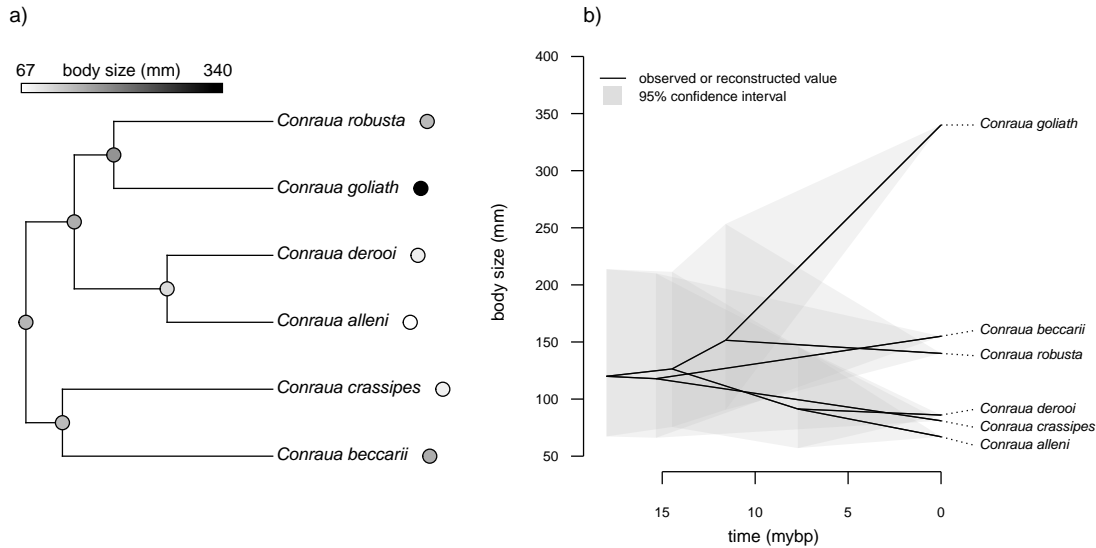 a)
67 body size (mm) 340
Conraua robusta
Conraua goliath
Conraua derooi
Conraua alleni
Conraua crassipes
Conraua beccarii
b)
400
350
300
250
200
150
100
50
body size (mm)
observed or reconstructed value
95% confidence interval
Conraua goliath
Conraua beccarii
Conraua robusta
Conraua derooi
Conraua crassipes
Conraua alleni
15 10 5 0
time (mybp)